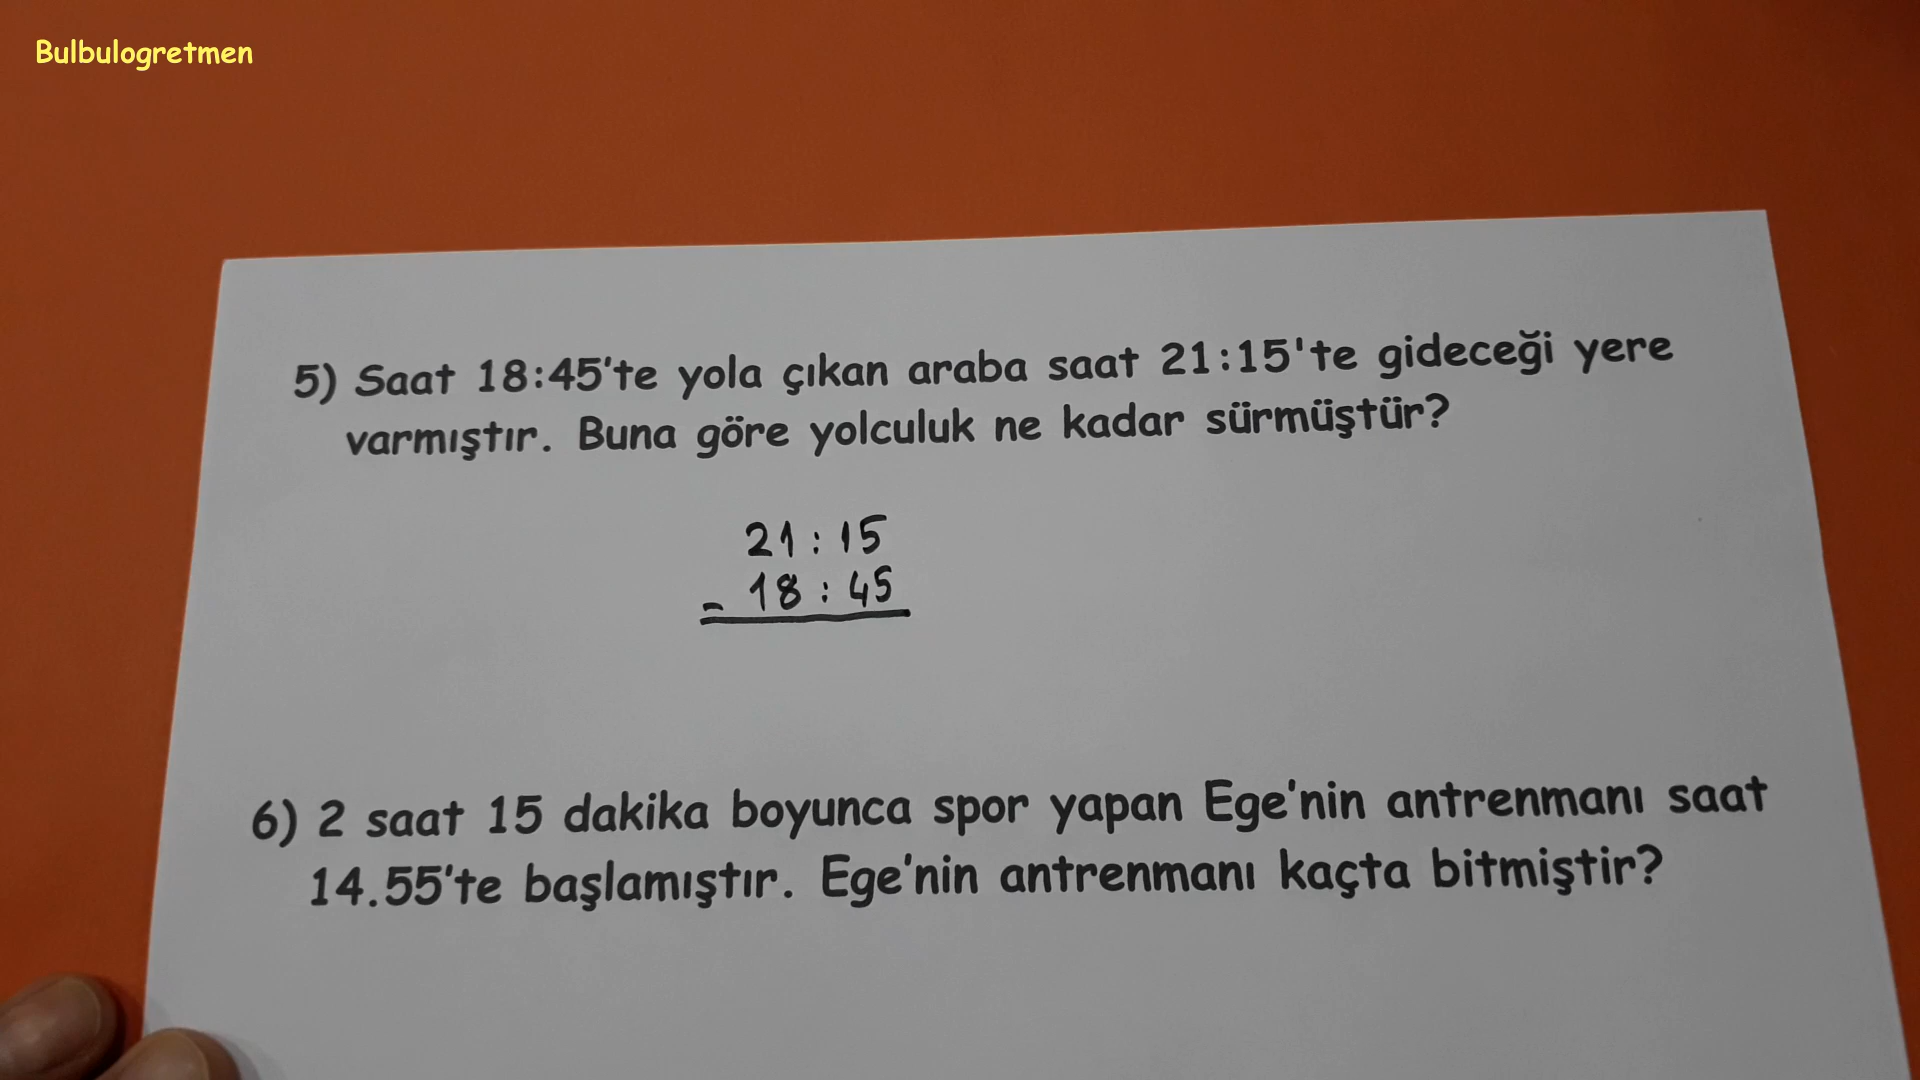 Bulbulogretmen
5) Saat 18:45'te yola çıkan araba saat 21:15'te gideceği yere
varmıştır. Buna göre yolculuk ne kadar sürmüştür?
21:15
- 18:45
6) 2 saat 15 dakika boyunca spor yapan Ege'nin antrenmanı saat
14.55'te başlamıştır. Ege'nin antrenmanı kaçta bitmiştir?